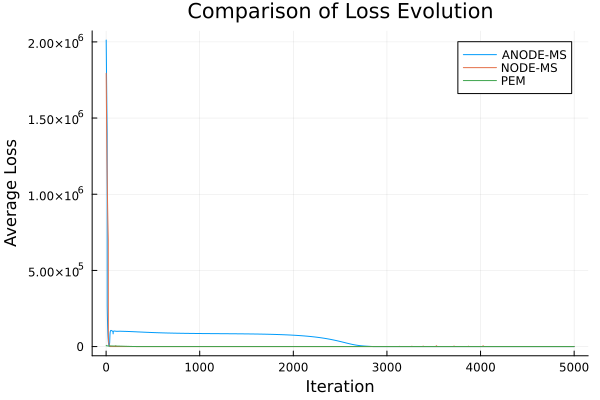 Comparison of Loss Evolution
2.00×10⁶
1.50×10⁶
1.00×10⁶
5.00×10⁵
0
Average Loss
ANODE-MS
NODE-MS
PEM
0 1000 2000 3000 4000 5000
Iteration